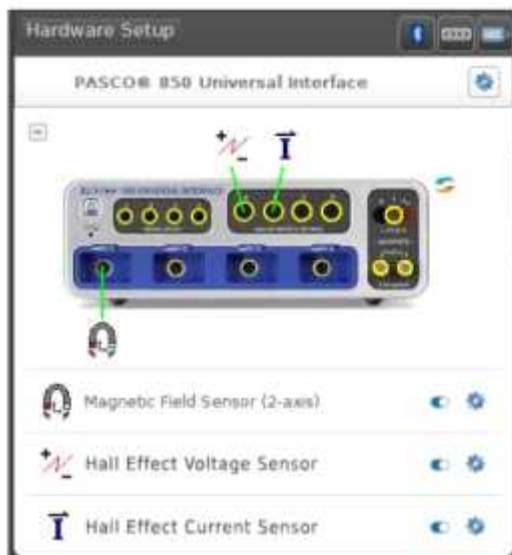 Hardware Setup
PASCO® 850 Universal Interface
Magnetic Field Sensor (2-axis)
Hall Effect Voltage Sensor
Hall Effect Current Sensor